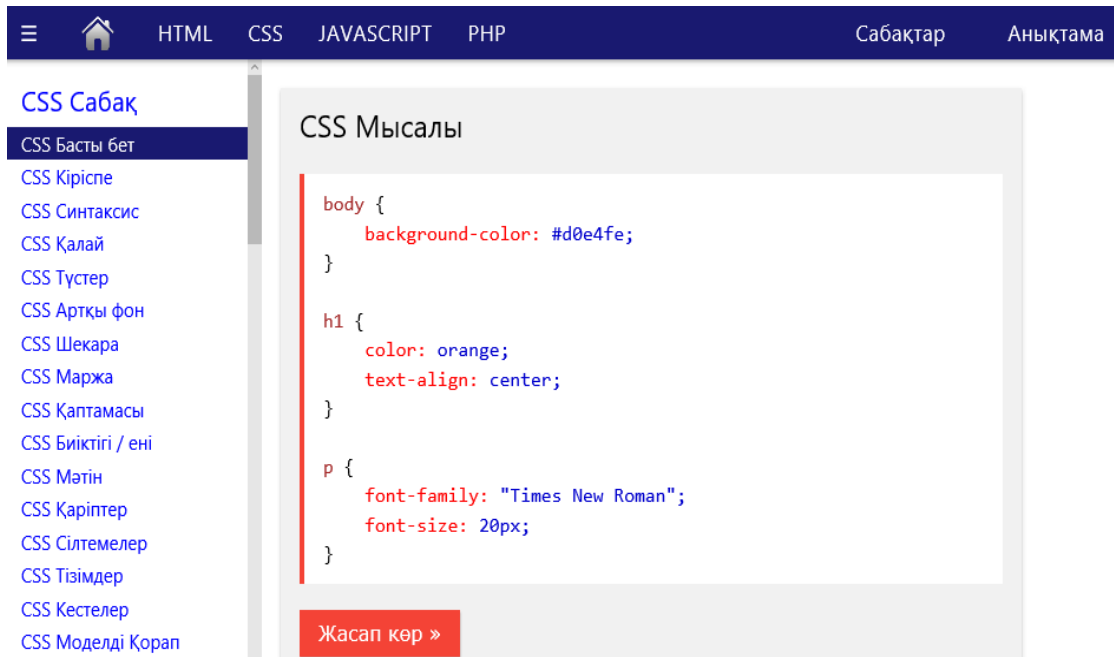 ☰ HTML CSS JAVASCRIPT PHP Сабақтар Анықтама
CSS Сабақ
CSS Басты бет
CSS Кіріспе
CSS Синтаксис
CSS Қалай
CSS Түстер
CSS Артқы фон
CSS Шекара
CSS Маржа
CSS Қаптамасы
CSS Биіктігі / ені
CSS Мәтін
CSS Қаріптер
CSS Сілтемелер
CSS Тізімдер
CSS Кестелер
CSS Моделді Қорап
CSS Мысалы
body {
    background-color: #d0e4fe;
}
h1 {
    color: orange;
    text-align: center;
}
p {
    font-family: "Times New Roman";
    font-size: 20px;
}
Жасап көр »